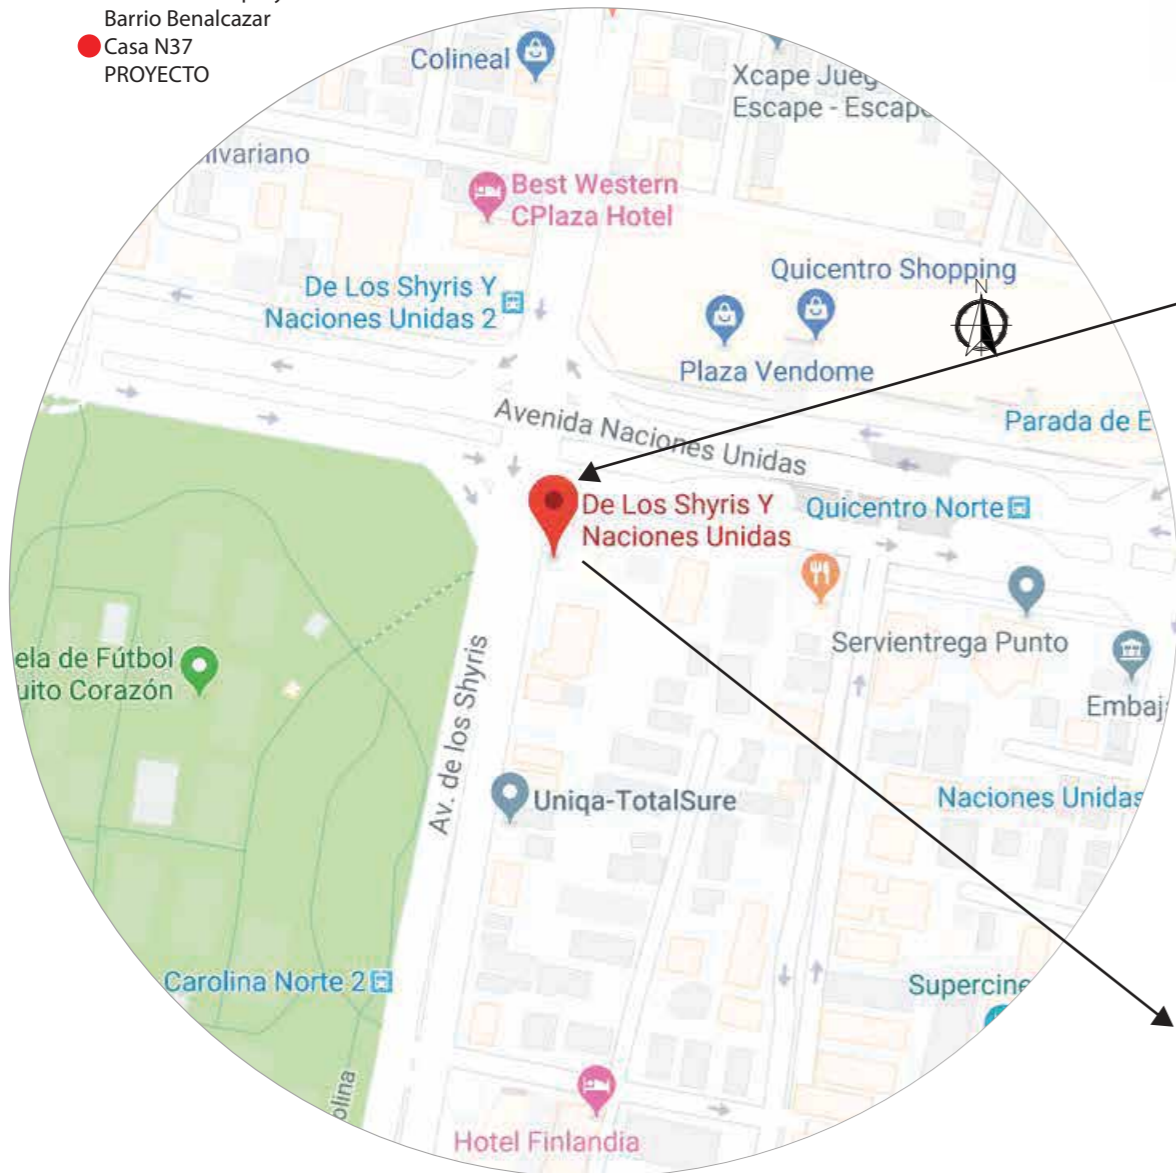 Barrio Benalcazar
Casa N37
PROYECTO
Colineal
Xcape Jueg
Escape - Escape
ivariano
Best Western
CPlaza Hotel
De Los Shyris Y
Naciones Unidas 2
Quicentro Shopping
N
Plaza Vendome
Avenida Naciones Unidas
Parada de E
De Los Shyris Y
Naciones Unidas
Quicentro Norte
Servientrega Punto
Embaj
ela de Fútbol
uito Corazón
Av. de los Shyris
Uniqa-TotalSure
Naciones Unidas
Carolina Norte 2
Supercine
olina
Hotel Finlandia